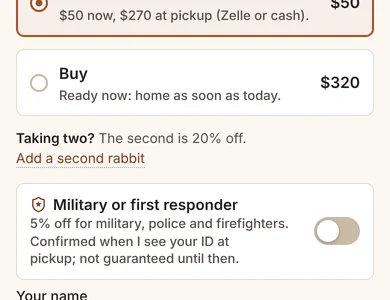 $50
$50 now, $270 at pickup (Zelle or cash).
Buy
$320
Ready now: home as soon as today.
Taking two? The second is 20% off.
Add a second rabbit
Military or first responder
5% off for military, police and firefighters.
Confirmed when I see your ID at
pickup; not guaranteed until then.
Your name